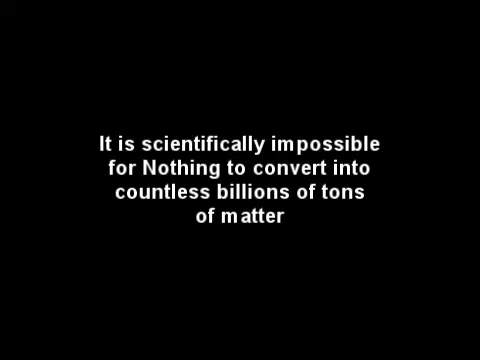 It is scientifically impossible
for Nothing to convert into
countless billions of tons
of matter